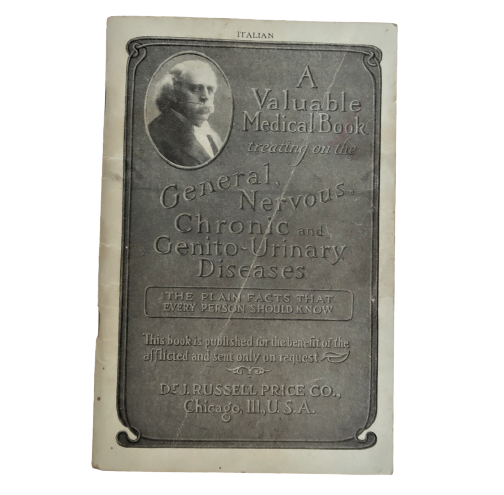 ITALIAN
A
Valuable
Medical Book
treating on the
General,
Nervous,
Chronic and
Genito-Urinary
Diseases
THE PLAIN FACTS THAT
EVERY PERSON SHOULD KNOW
This book is published for the benefit of the
afflicted and sent only on request
Dr. J. RUSSELL PRICE CO.,
Chicago, Ill., U.S.A.